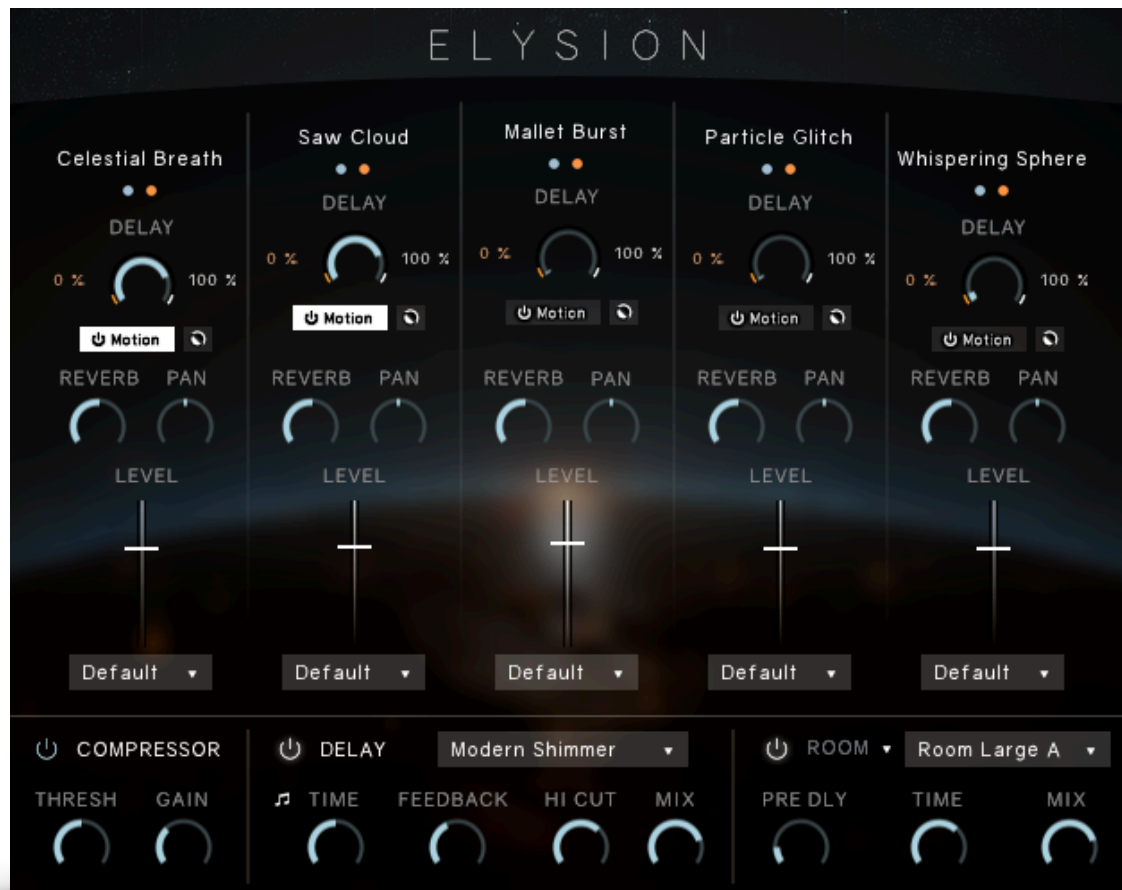 ELYSION
Celestial Breath
DELAY
0 %
100 %
Motion
REVERB PAN
LEVEL
Default
Saw Cloud
DELAY
0 %
100 %
Motion
REVERB PAN
LEVEL
Default
Mallet Burst
DELAY
0 %
100 %
Motion
REVERB PAN
LEVEL
Default
Particle Glitch
DELAY
0 %
100 %
Motion
REVERB PAN
LEVEL
Default
Whispering Sphere
DELAY
0 %
100 %
Motion
REVERB PAN
LEVEL
Default
COMPRESSOR
THRESH GAIN
DELAY Modern Shimmer
TIME FEEDBACK HI CUT MIX
ROOM Room Large A
PRE DLY TIME MIX